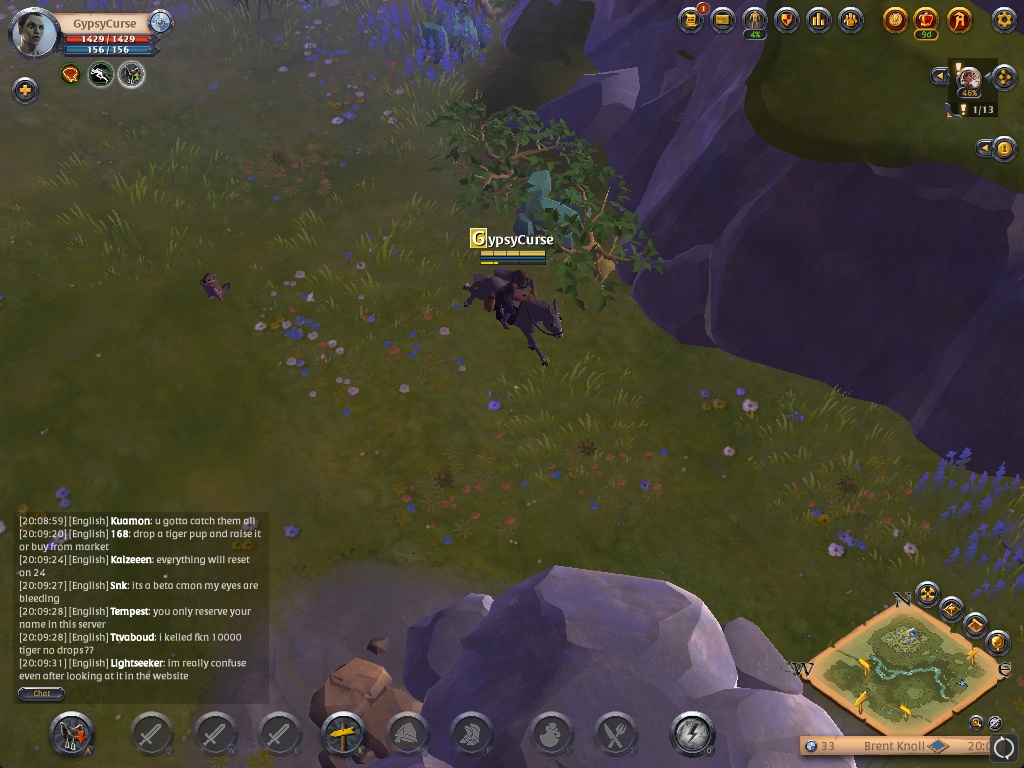 GypsyCurse
1429 / 1429
156 / 156
1
4%
9d
46%
1/13
GypsyCurse
[20:08:59] [English] Kuamon: u gotta catch them all
[20:09:20] [English] 168: drop a tiger pup and raise it
or buy from market
[20:09:24] [English] Kaizeeen: everything will reset
on 24
[20:09:27] [English] Snk: its a beta cmon my eyes are
bleeding
[20:09:28] [English] Tempest: you only reserve your
name in this server
[20:09:28] [English] Ttvaboud: i kelled fkn 10000
tiger no drops??
[20:09:31] [English] Lightseeker: im really confuse
even after looking at it in the website
Chat
N
W
E
A
Q
W
E
R
F
33
Brent Knoll
20:0